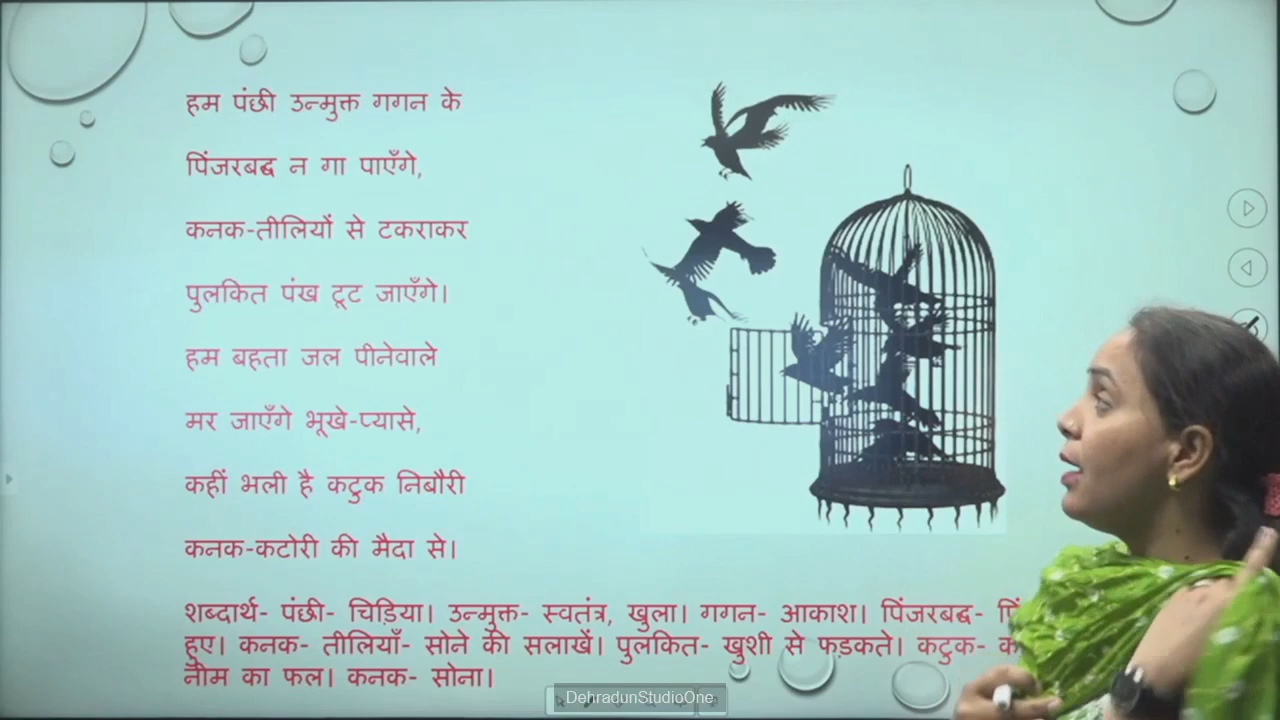 हम पंछी उन्मुक्त गगन के
पिंजरबद्ध न गा पाएँगे,
कनक-तीलियों से टकराकर
पुलकित पंख टूट जाएँगे।
हम बहता जल पीनेवाले
मर जाएँगे भूखे-प्यासे,
कहीं भली है कटुक निबौरी
कनक-कटोरी की मैदा से।
शब्दार्थ- पंछी- चिड़िया। उन्मुक्त- स्वतंत्र, खुला। गगन- आकाश। पिंजरबद्ध-
हुए। कनक- तीलियाँ- सोने की सलाखें। पुलकित- खुशी से फड़कते। कटुक-
नीम का फल। कनक- सोना।
DehradunStudioOne